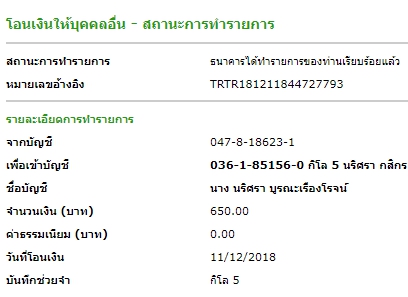 โอนเงินให้บุคคลอื่น - สถานะการทำรายการ
สถานะการทำรายการ ธนาคารได้ทำรายการของท่านเรียบร้อยแล้ว
หมายเลขอ้างอิง TRTR181211844727793
รายละเอียดการทำรายการ
จากบัญชี 047-8-18623-1
เพื่อเข้าบัญชี 036-1-85156-0 กิโล 5 นริศรา กสิกร
ชื่อบัญชี นาง นริศรา บุรณะเรืองโรจน์
จำนวนเงิน (บาท) 650.00
ค่าธรรมเนียม (บาท) 0.00
วันที่โอนเงิน 11/12/2018
บันทึกช่วยจำ กิโล 5